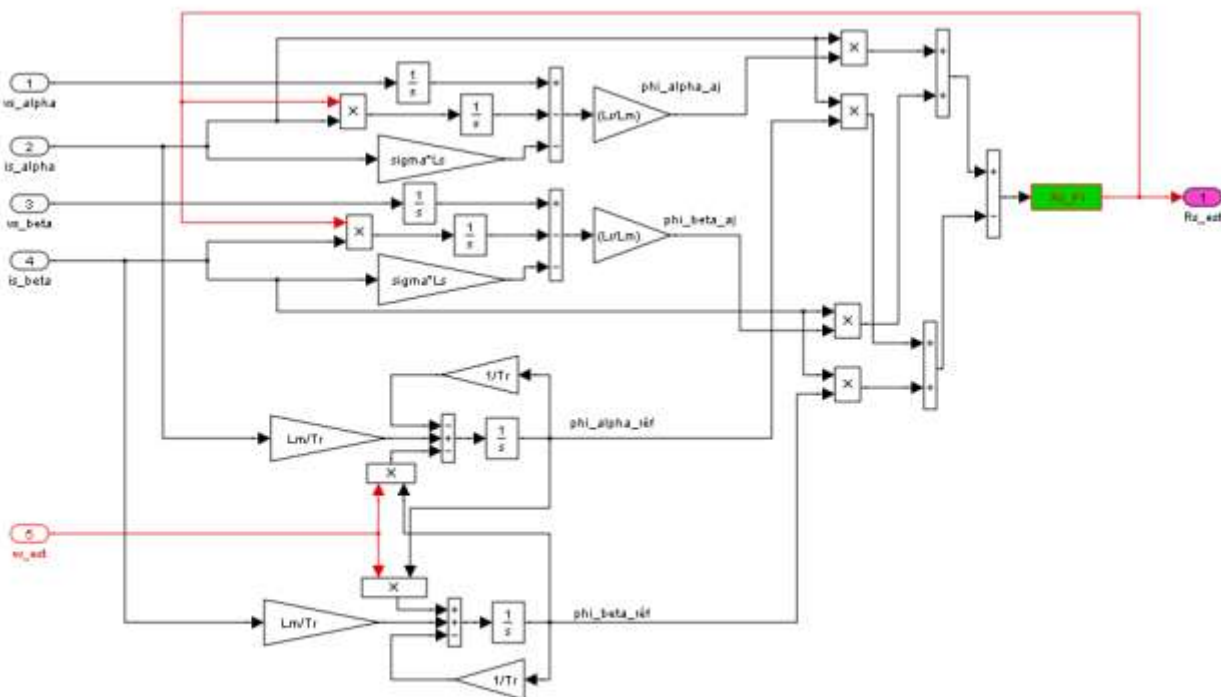 1
vs_alpha
2
is_alpha
3
vs_beta
4
is_beta
5
w_est
1
s
×
1
s
sigma*Ls
+
−
−
(Lr/Lm)
phi_alpha_aj
1
s
×
1
s
sigma*Ls
+
−
−
(Lr/Lm)
phi_beta_aj
×
×
+
+
×
×
+
+
+
−
1
Rs_est
1/Tr
Lm/Tr
−
+
−
1
s
phi_alpha_réf
×
×
Lm/Tr
+
+
−
1
s
phi_beta_réf
1/Tr